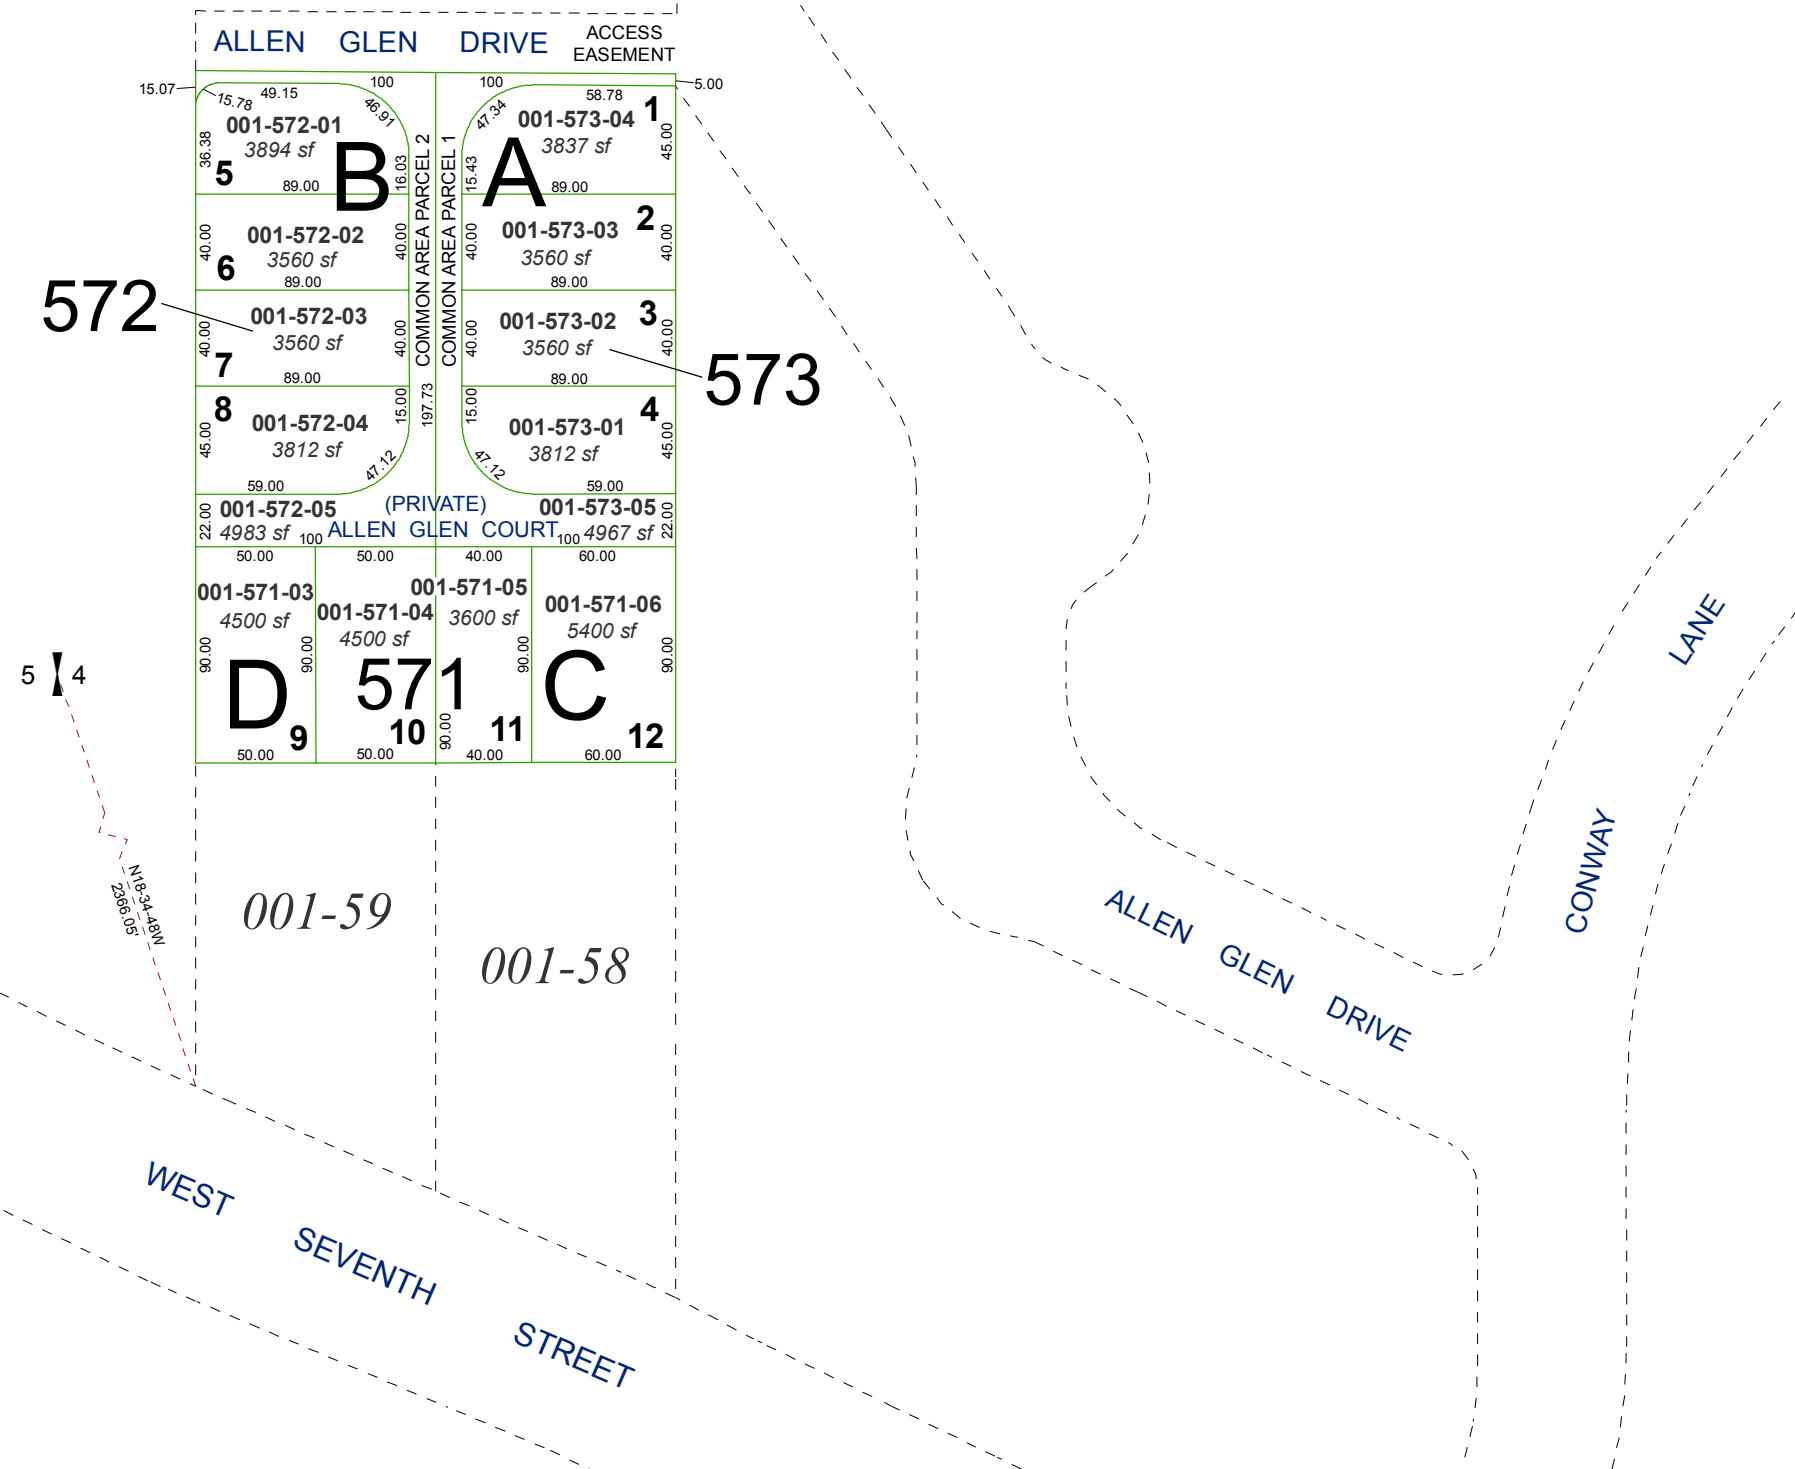 ALLEN GLEN DRIVE
ACCESS
EASEMENT
15.07
15.78
49.15
100
46.91
100
47.34
58.78
5.00
001-572-01
3894 sf
36.38
5
B
16.03
89.00
COMMON AREA PARCEL 2
COMMON AREA PARCEL 1
001-573-04
3837 sf
1
45.00
15.43
A
89.00
001-572-02
3560 sf
40.00
6
40.00
89.00
001-573-03
3560 sf
2
40.00
40.00
89.00
572
001-572-03
3560 sf
40.00
7
40.00
89.00
001-573-02
3560 sf
3
40.00
40.00
89.00
573
8
001-572-04
3812 sf
45.00
15.00
47.12
59.00
197.73
001-573-01
3812 sf
4
45.00
15.00
47.12
59.00
001-572-05
4983 sf
22.00
100
(PRIVATE)
ALLEN GLEN COURT
001-573-05
4967 sf
100
22.00
50.00
50.00
40.00
60.00
001-571-03
4500 sf
90.00
90.00
D
9
50.00
001-571-04
4500 sf
571
10
50.00
001-571-05
3600 sf
90.00
90.00
11
40.00
001-571-06
5400 sf
90.00
C
12
60.00
5 4
N18-34-48W
2366.05'
001-59
001-58
WEST SEVENTH STREET
ALLEN GLEN DRIVE
CONWAY LANE